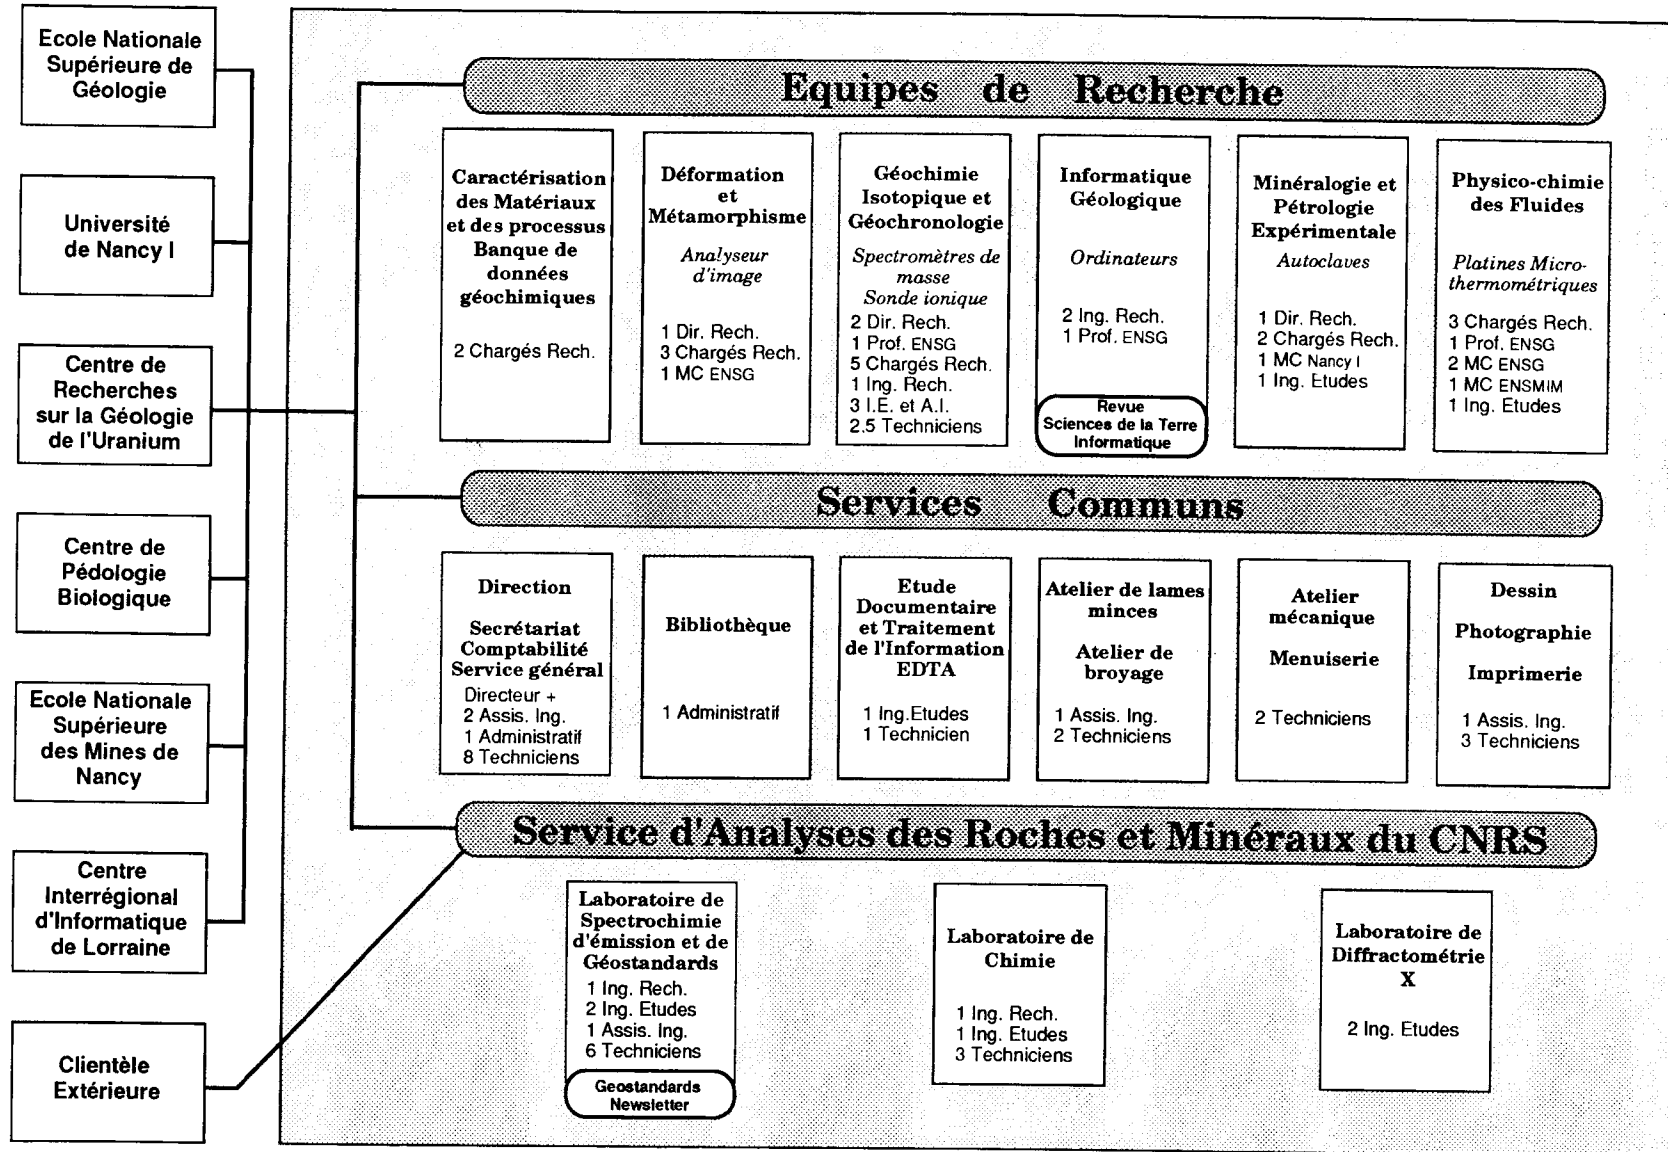 Ecole Nationale
Supérieure de
Géologie
Université
de Nancy I
Centre de
Recherches
sur la Géologie
de l'Uranium
Centre de
Pédologie
Biologique
Ecole Nationale
Supérieure
des Mines de
Nancy
Centre
Interrégional
d'Informatique
de Lorraine
Clientèle
Extérieure
Equipes de Recherche
Caractérisation
des Matériaux
et des processus
Banque de
données
géochimiques
2 Chargés Rech.
Déformation
et
Métamorphisme
Analyseur
d'image
1 Dir. Rech.
3 Chargés Rech.
1 MC ENSG
Géochimie
Isotopique et
Géochronologie
Spectromètres de
masse
Sonde ionique
2 Dir. Rech.
1 Prof. ENSG
5 Chargés Rech.
1 Ing. Rech.
3 I.E. et A.I.
2.5 Techniciens
Informatique
Géologique
Ordinateurs
2 Ing. Rech.
1 Prof. ENSG
Revue
Sciences de la Terre
Informatique
Minéralogie et
Pétrologie
Expérimentale
Autoclaves
1 Dir. Rech.
2 Chargés Rech.
1 MC Nancy I
1 Ing. Etudes
Physico-chimie
des Fluides
Platines Micro-
thermométriques
3 Chargés Rech.
1 Prof. ENSG
2 MC ENSG
1 MC ENSMIM
1 Ing. Etudes
Services Communs
Direction
Secrétariat
Comptabilité
Service général
Directeur +
2 Assis. Ing.
1 Administratif
8 Techniciens
Bibliothèque
1 Administratif
Etude
Documentaire
et Traitement
de l'Information
EDTA
1 Ing.Etudes
1 Technicien
Atelier de lames
minces
Atelier de
broyage
1 Assis. Ing.
2 Techniciens
Atelier
mécanique
Menuiserie
2 Techniciens
Dessin
Photographie
Imprimerie
1 Assis. Ing.
3 Techniciens
Service d'Analyses des Roches et Minéraux du CNRS
Laboratoire de
Spectrochimie
d'émission et de
Géostandards
1 Ing. Rech.
2 Ing. Etudes
1 Assis. Ing.
6 Techniciens
Geostandards
Newsletter
Laboratoire de
Chimie
1 Ing. Rech.
1 Ing. Etudes
3 Techniciens
Laboratoire de
Diffractométrie
X
2 Ing. Etudes